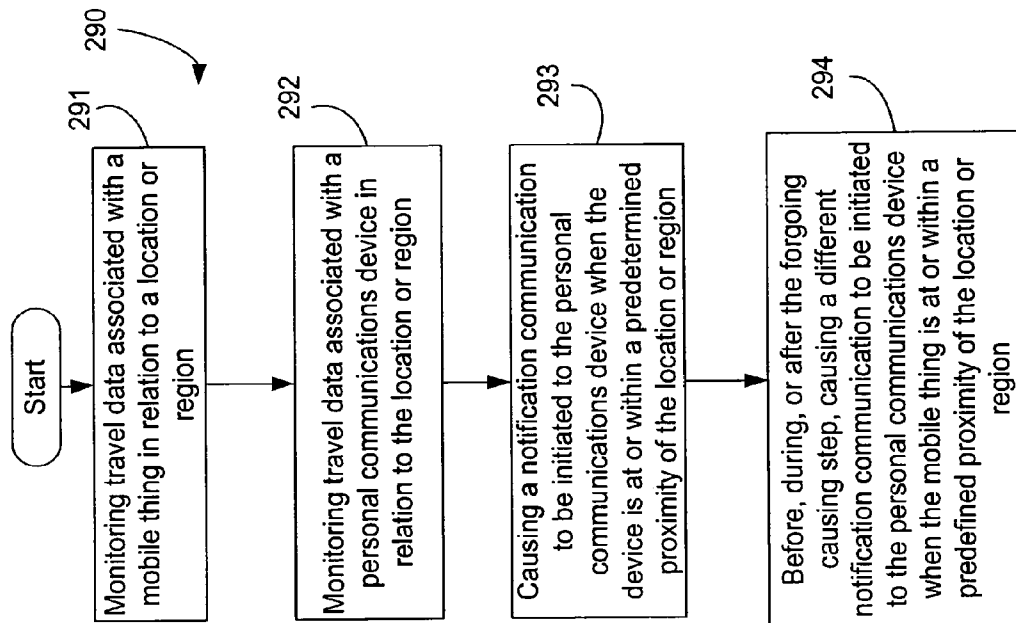 Start
290
291
Monitoring travel data associated with a
mobile thing in relation to a location or
region
292
Monitoring travel data associated with a
personal communications device in
relation to the location or region
293
Causing a notification communication
to be initiated to the personal
communications device when the
device is at or within a predetermined
proximity of the location or region
294
Before, during, or after the forgoing
causing step, causing a different
notification communication to be initiated
to the personal communications device
when the mobile thing is at or within a
predefined proximity of the location or
region